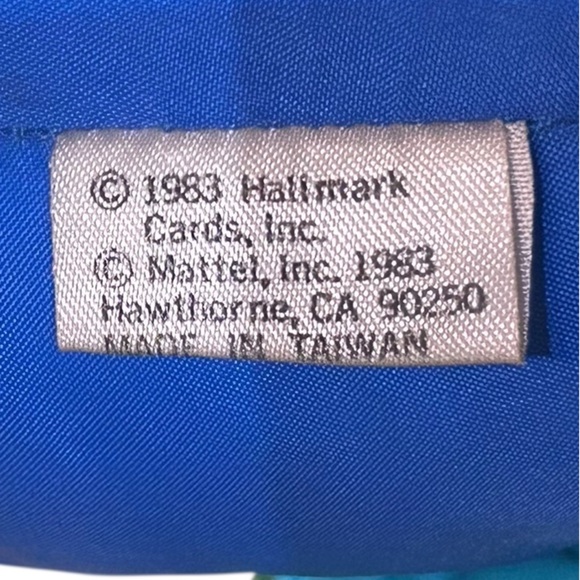 © 1983 Hallmark
Cards, Inc.
© Mattel, Inc. 1983
Hawthorne, CA 90250
MADE IN TAIWAN